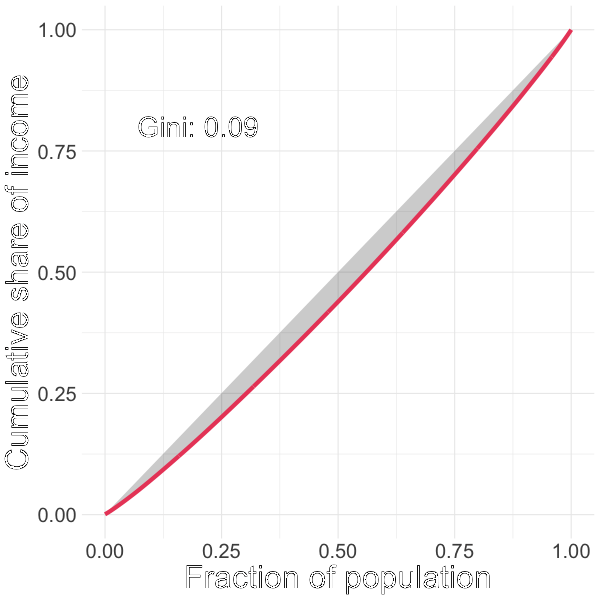 1.00
Gini: 0.09
0.75
0.50
0.25
0.00
Cumulative share of income
0.00 0.25 0.50 0.75 1.00
Fraction of population